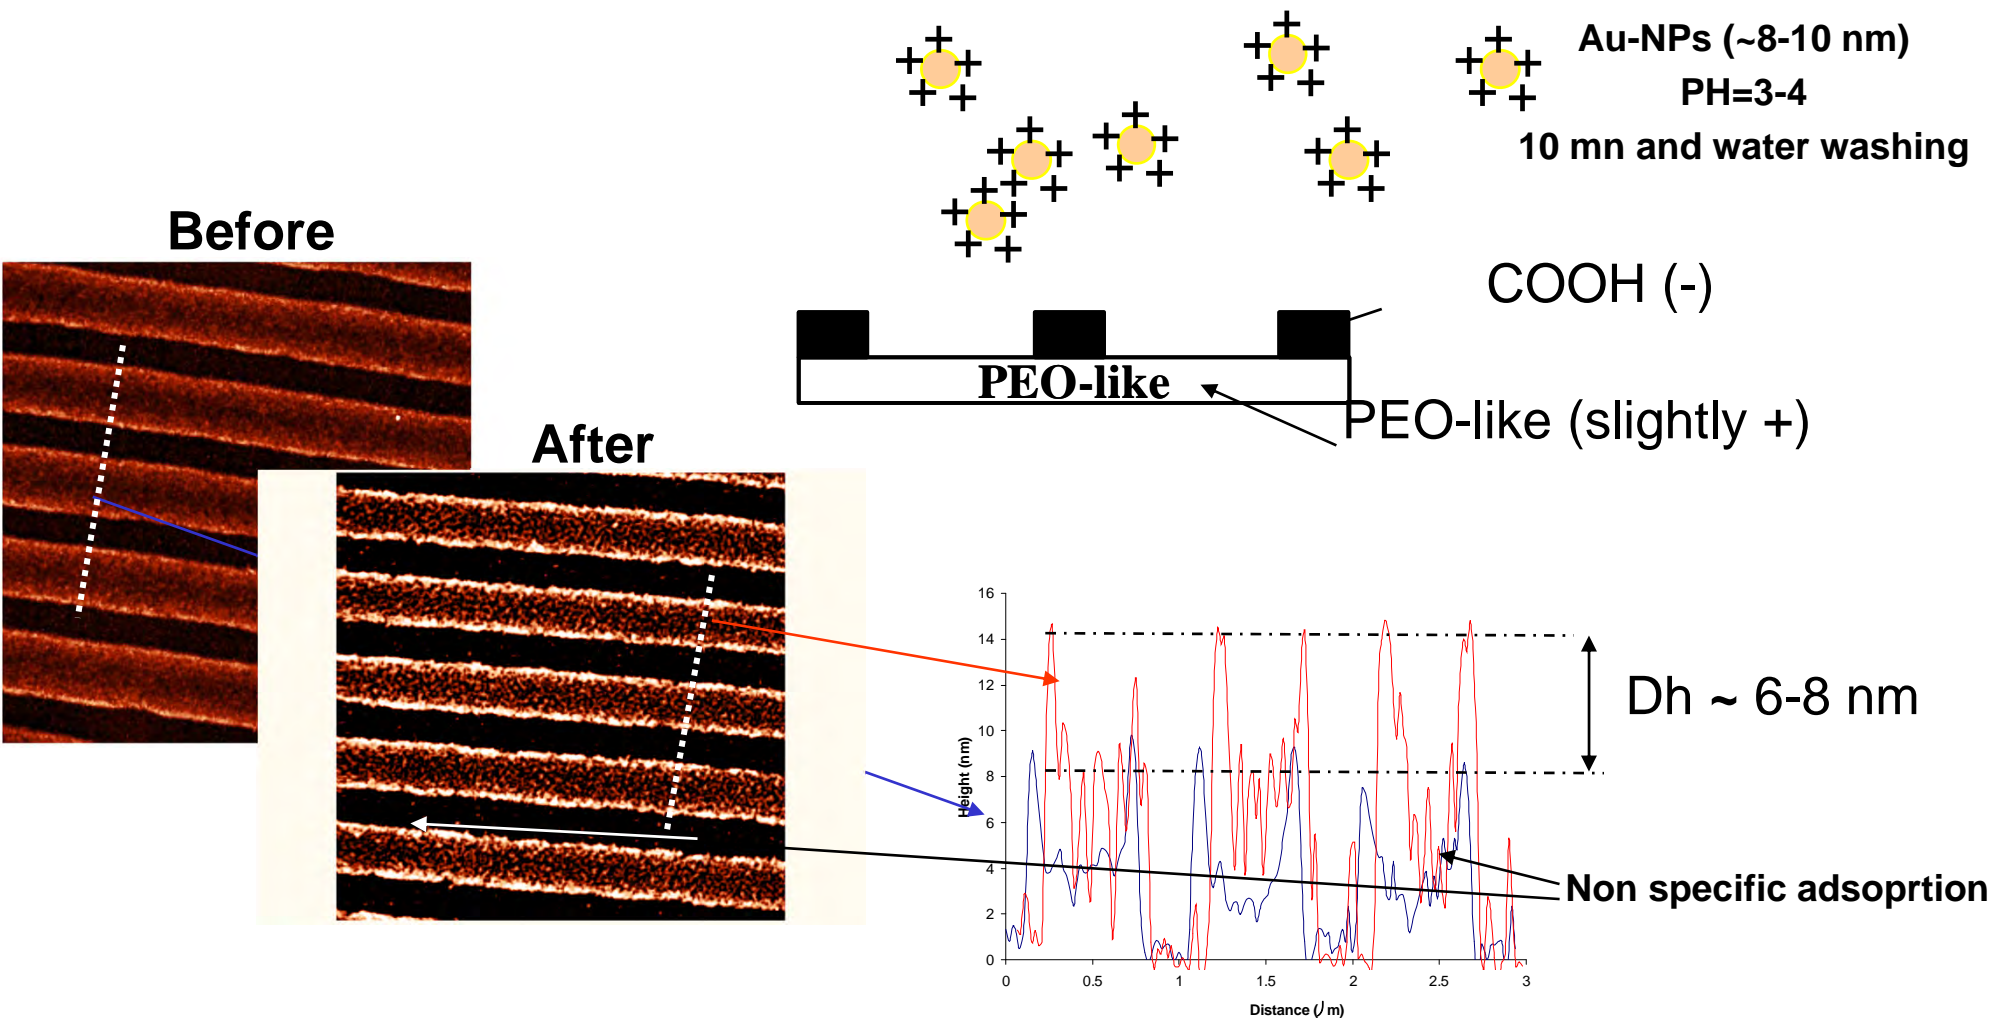 Au-NPs (~8-10 nm)
PH=3-4
10 mn and water washing
Before
COOH (-)
PEO-like
PEO-like (slightly +)
After
16
14
12
10
8
6
4
2
0
Height (nm)
0 0.5 1 1.5 2 2.5 3
Distance (J m)
Dh ~ 6-8 nm
Non specific adsoprtion